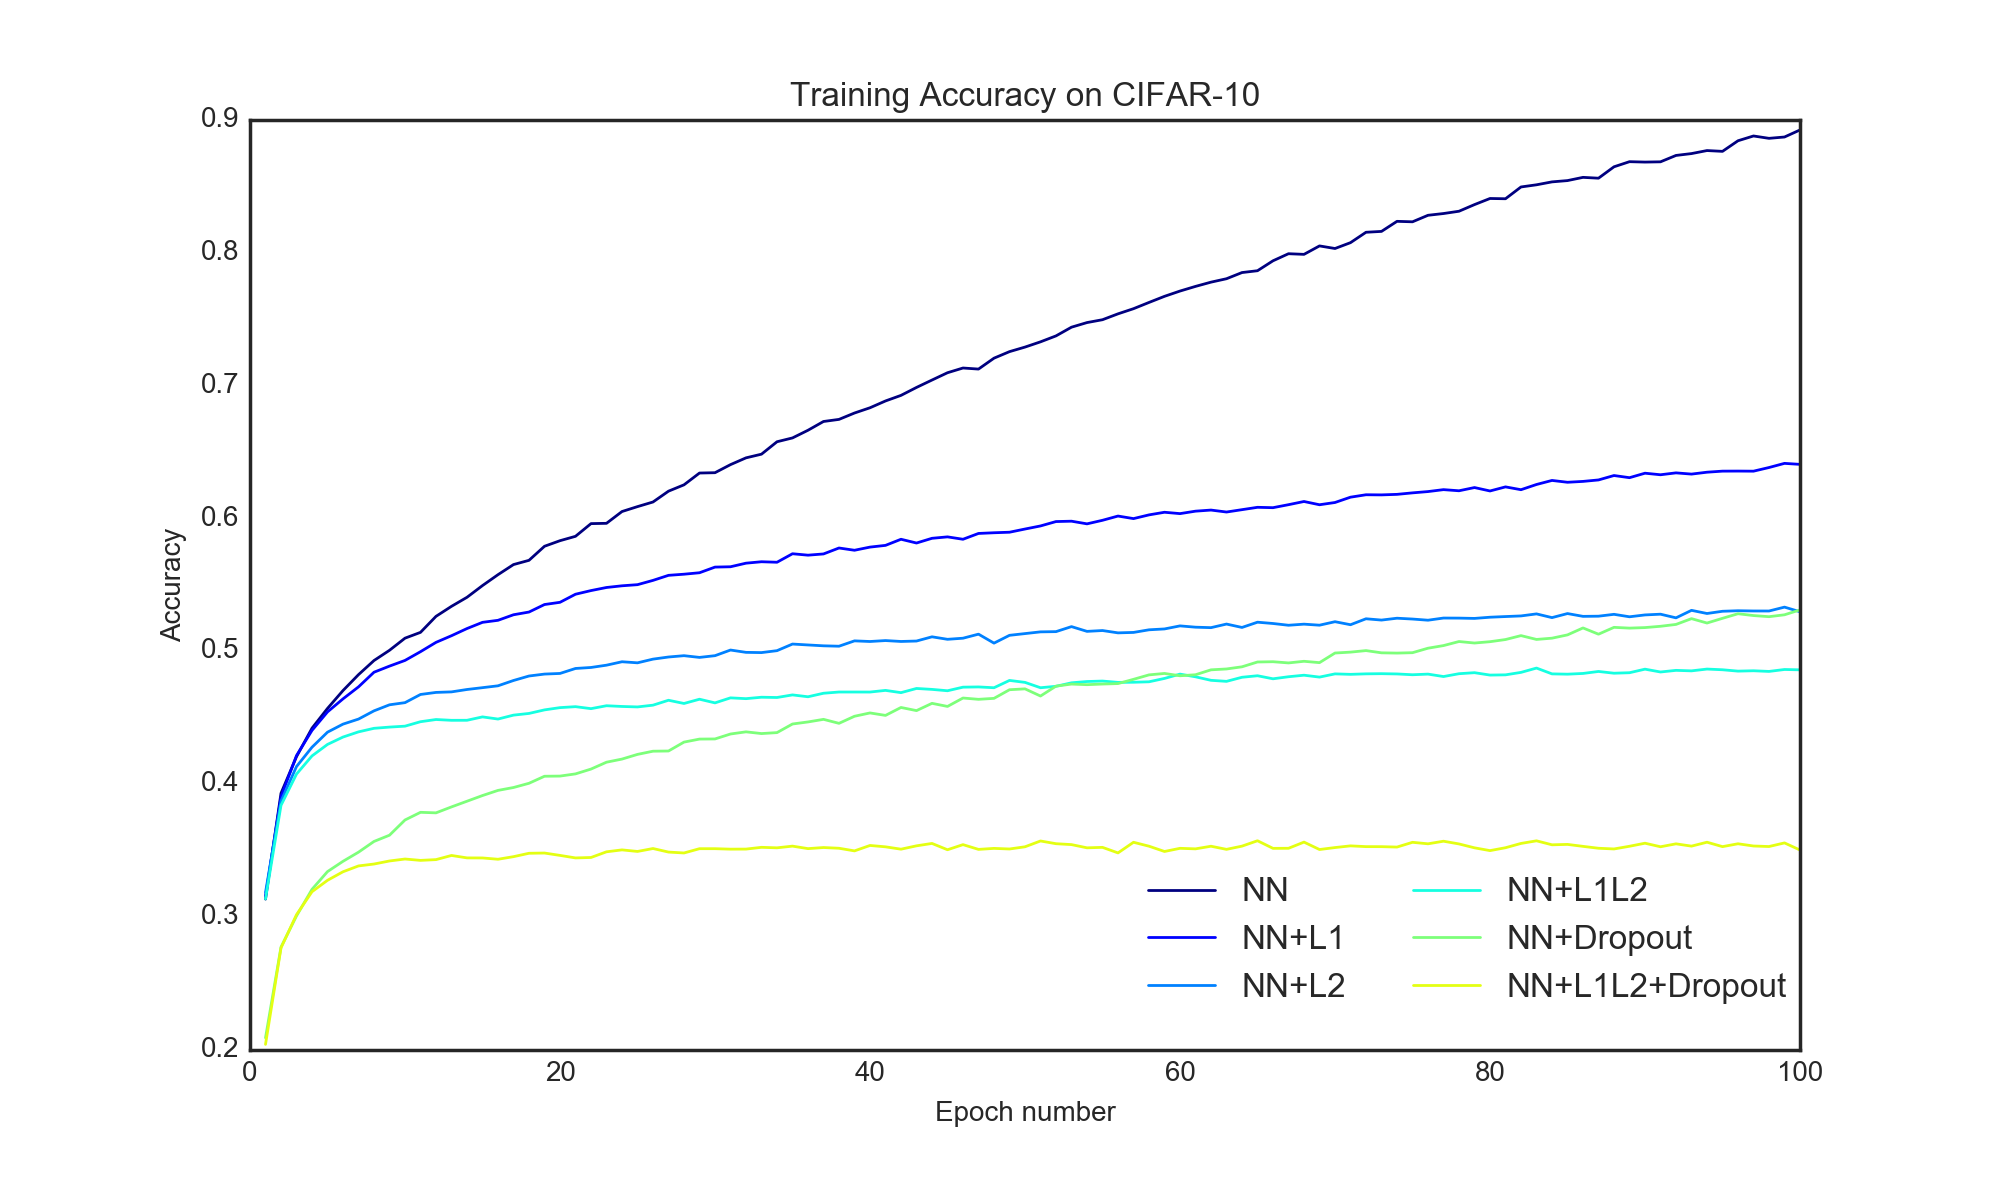 Training Accuracy on CIFAR-10
0.9
0.8
0.7
0.6
0.5
0.4
0.3
0.2
Accuracy
0
20
40
60
80
100
Epoch number
NN
NN+L1
NN+L2
NN+L1L2
NN+Dropout
NN+L1L2+Dropout